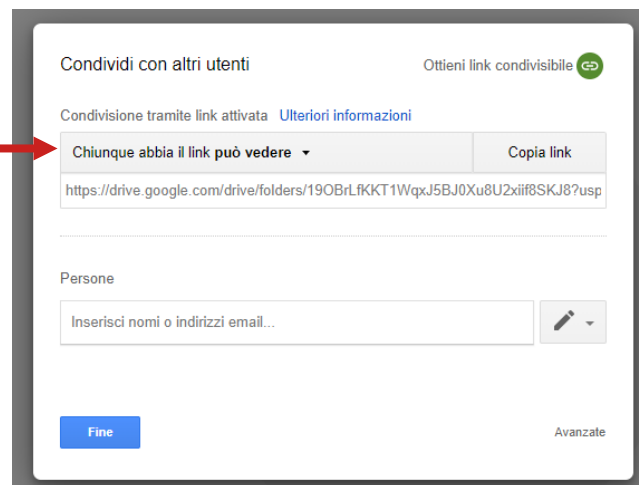 Condividi con altri utenti
Ottieni link condivisibile
Condivisione tramite link attivata Ulteriori informazioni
Chiunque abbia il link può vedere
Copia link
https://drive.google.com/drive/folders/19OBrLfKKT1WqxJ5BJ0Xu8U2xiif8SKJ8?usp
Persone
Inserisci nomi o indirizzi email...
Fine
Avanzate